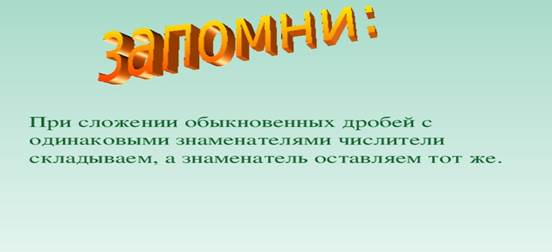 запомни:
При сложении обыкновенных дробей с
одинаковыми знаменателями числители
складываем, а знаменатель оставляем тот же.